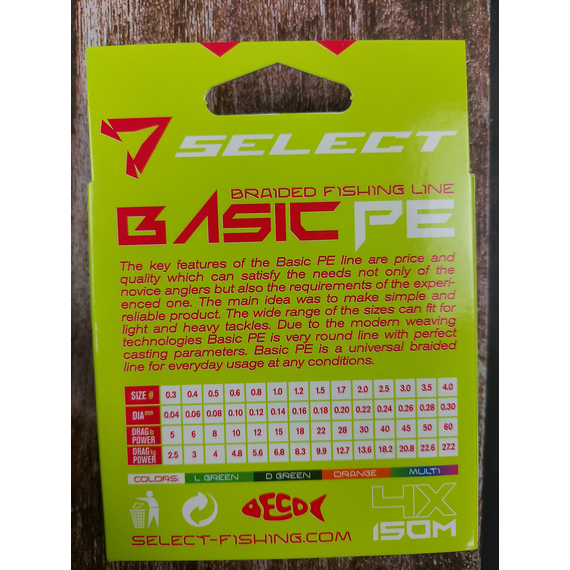 SELECT
BRAIDED FISHING LINE
BASIC PE
The key features of the Basic PE line are price and
quality which can satisfy the needs not only of the
novice anglers but also the requirements of the experi-
enced one. The main idea was to make simple and
reliable product. The wide range of the sizes can fit for
light and heavy tackles. Due to the modern weaving
technologies Basic PE is very round line with perfect
casting parameters. Basic PE is a universal braided
line for everyday usage at any conditions.
SIZE # 0.3 0.4 0.5 0.6 0.8 1.0 1.2 1.5 1.7 2.0 2.5 3.0 3.5 4.0
DIA mm 0.04 0.06 0.08 0.10 0.12 0.14 0.16 0.18 0.20 0.22 0.24 0.26 0.28 0.30
DRAG lb POWER 5 6 8 10 12 15 18 22 28 30 40 45 50 60
DRAG kg POWER 2.5 3 4 4.8 5.6 6.8 8.3 9.9 12.7 13.6 18.2 20.8 22.6 27.2
COLORS: L GREEN D GREEN ORANGE MULTI
ECO
4X
150M
SELECT-FISHING.COM